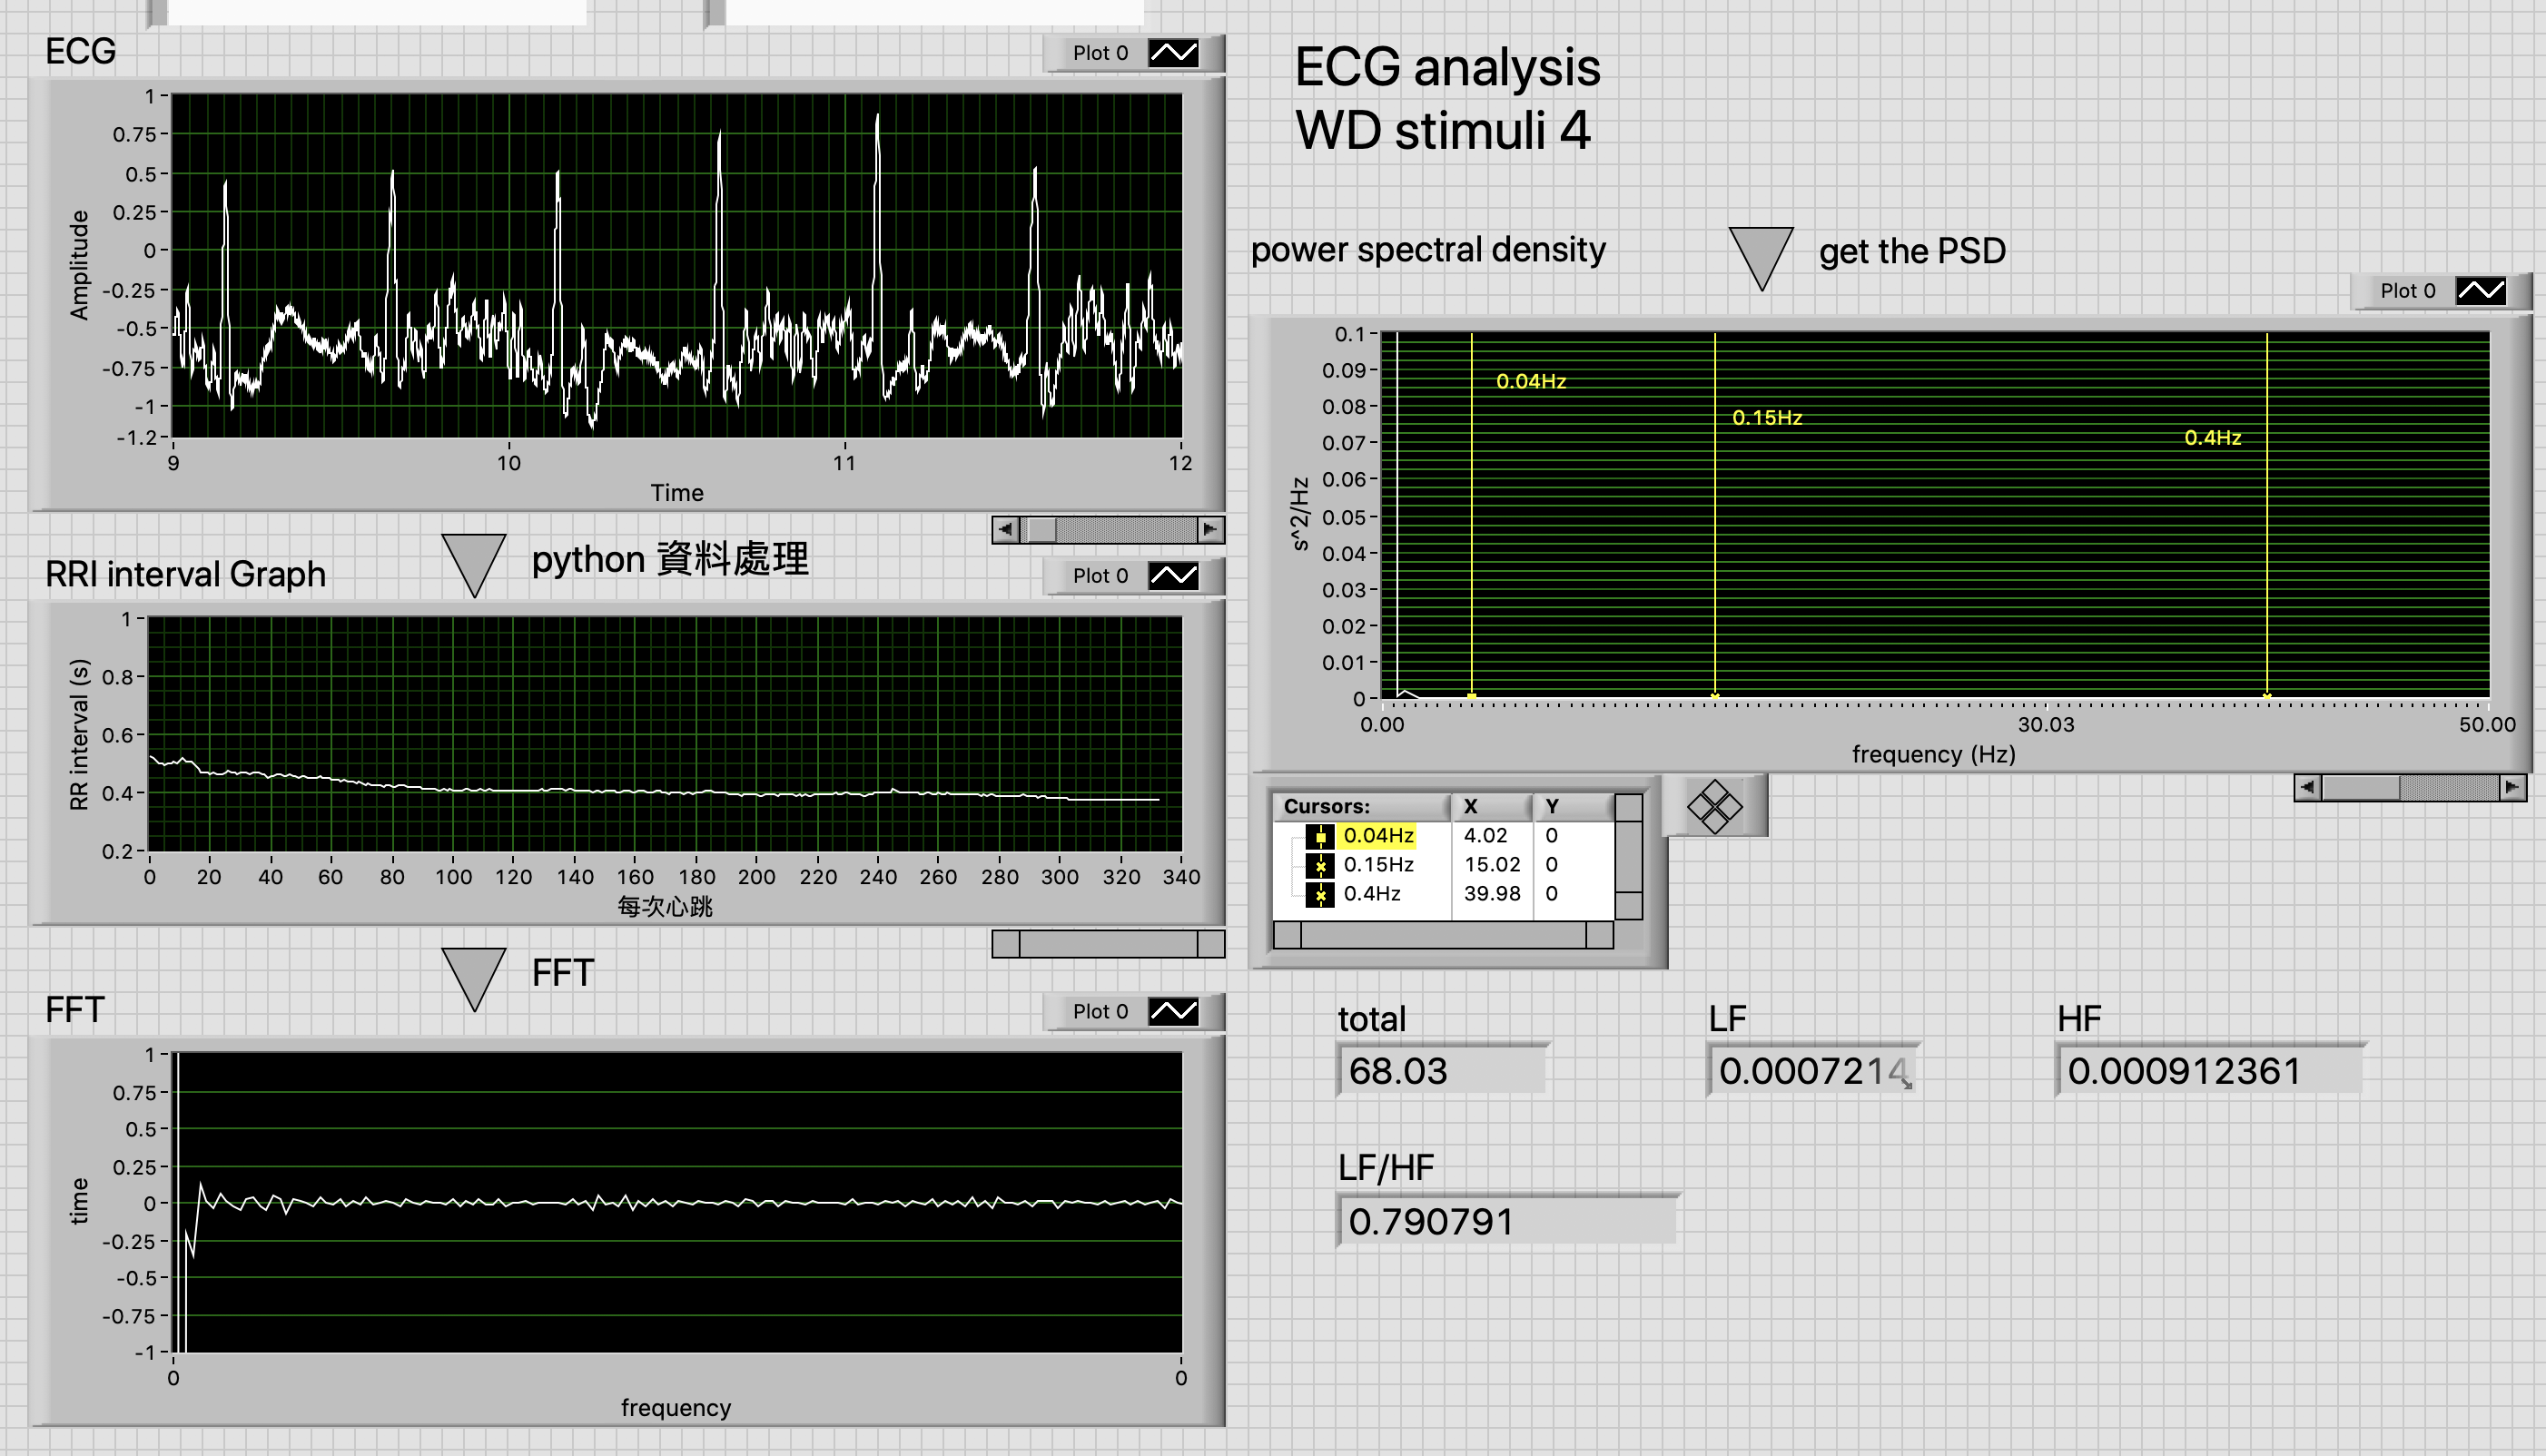 ECG
Plot 0
1
0.75
0.5
0.25
0
-0.25
-0.5
-0.75
-1
-1.2
Amplitude
9 10 11 12
Time
python 資料處理
RRI interval Graph
Plot 0
1
0.8
0.6
0.4
0.2
RR interval (s)
0 20 40 60 80 100 120 140 160 180 200 220 240 260 280 300 320 340
每次心跳
FFT
FFT
Plot 0
1
0.75
0.5
0.25
0
-0.25
-0.5
-0.75
-1
time
0 0
frequency
ECG analysis
WD stimuli 4
power spectral density
get the PSD
Plot 0
0.1
0.09
0.08
0.07
0.06
0.05
0.04
0.03
0.02
0.01
0
s^2/Hz
0.04Hz
0.15Hz
0.4Hz
0.00 30.03 50.00
frequency (Hz)
Cursors: X Y
0.04Hz 4.02 0
0.15Hz 15.02 0
0.4Hz 39.98 0
total
68.03
LF
0.0007214
HF
0.000912361
LF/HF
0.790791